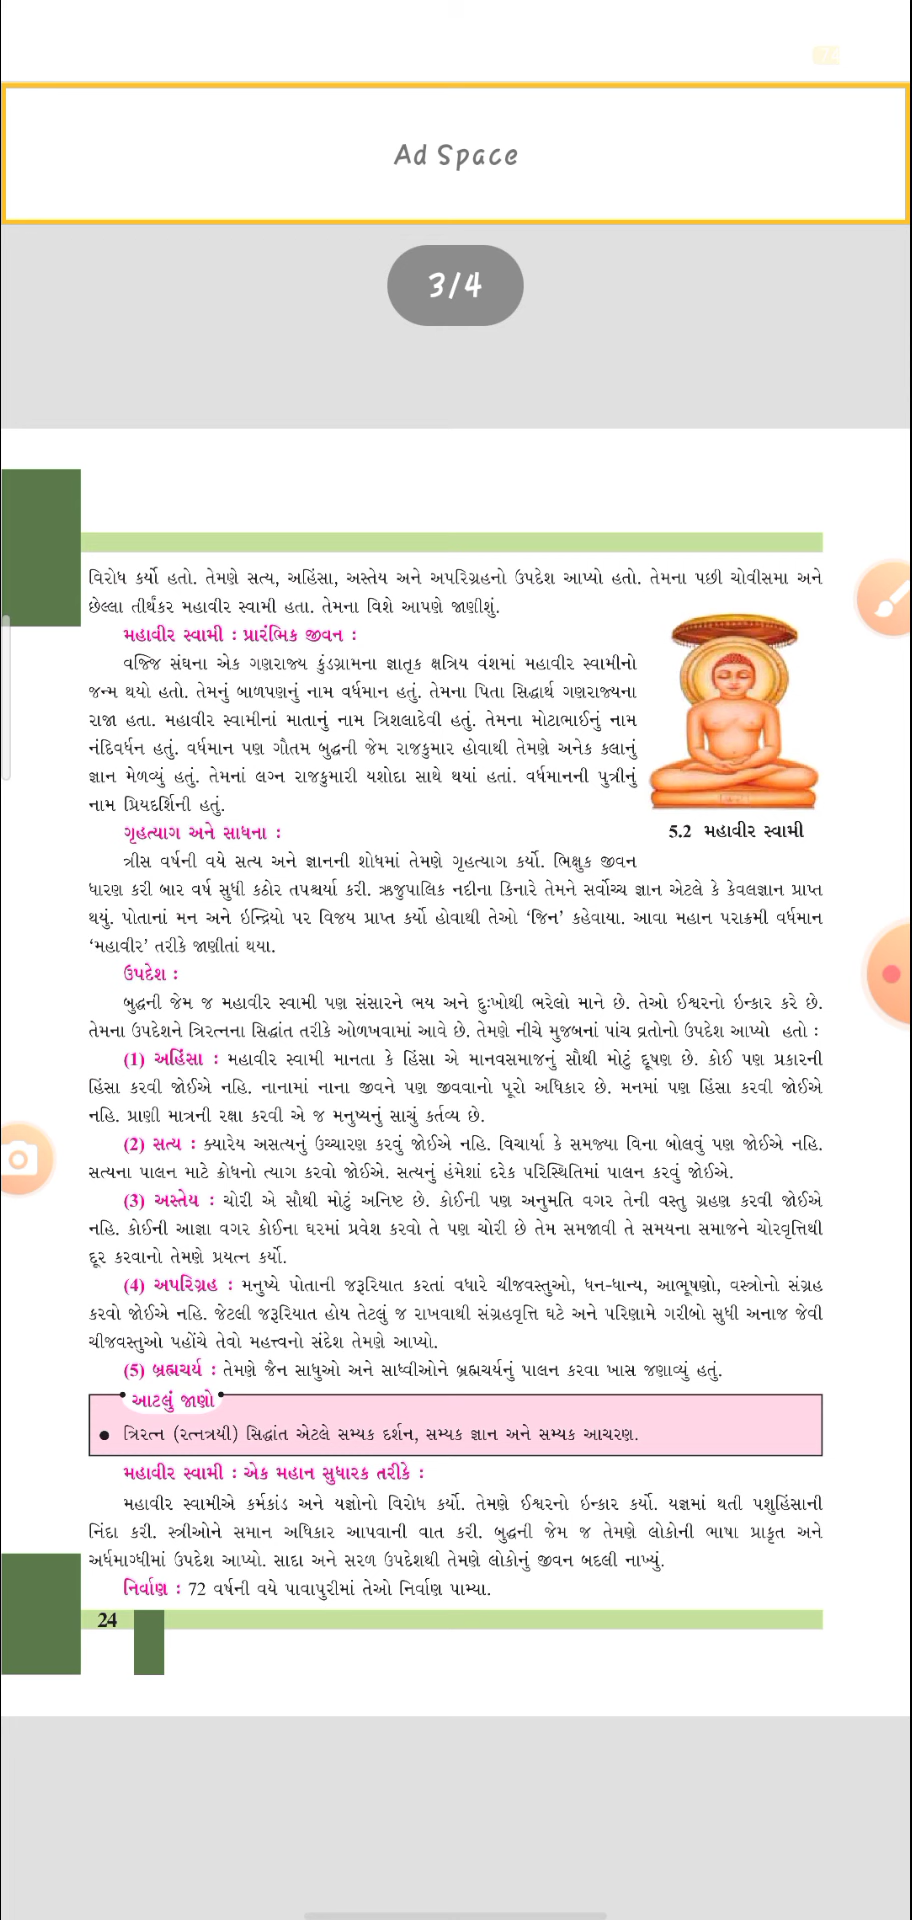 Ad Space
3/4
વિરોધ કર્યો હતો. તેમણે સત્ય, અહિંસા, અસ્તેય અને અપરિગ્રહનો ઉપદેશ આપ્યો હતો. તેમના પછી ચોવીસમા અને
છેલ્લા તીર્થંકર મહાવીર સ્વામી હતા. તેમના વિશે આપણે જાણીશું.
મહાવીર સ્વામી : પ્રારંભિક જીવન :
વજ્જિ સંઘના એક ગણરાજ્ય કુંડગ્રામના જ્ઞાતૃક ક્ષત્રિય વંશમાં મહાવીર સ્વામીનો
જન્મ થયો હતો. તેમનું બાળપણનું નામ વર્ધમાન હતું. તેમના પિતા સિદ્ધાર્થ ગણરાજ્યના
રાજા હતા. મહાવીર સ્વામીનાં માતાનું નામ ત્રિશલાદેવી હતું. તેમના મોટાભાઈનું નામ
નંદિવર્ધન હતું. વર્ધમાન પણ ગૌતમ બુદ્ધની જેમ રાજકુમાર હોવાથી તેમણે અનેક કલાનું
જ્ઞાન મેળવ્યું હતું. તેમનાં લગ્ન રાજકુમારી યશોદા સાથે થયાં હતાં. વર્ધમાનની પુત્રીનું
નામ પ્રિયદર્શિની હતું.
5.2 મહાવીર સ્વામી
ગૃહત્યાગ અને સાધના :
ત્રીસ વર્ષની વયે સત્ય અને જ્ઞાનની શોધમાં તેમણે ગૃહત્યાગ કર્યો. ભિક્ષુક જીવન
ધારણ કરી બાર વર્ષ સુધી કઠોર તપશ્ચર્યા કરી. ઋજુપાલિક નદીના કિનારે તેમને સર્વોચ્ચ જ્ઞાન એટલે કે કેવલજ્ઞાન પ્રાપ્ત
થયું. પોતાનાં મન અને ઇન્દ્રિયો પર વિજય પ્રાપ્ત કર્યો હોવાથી તેઓ ‘જિન’ કહેવાયા. આવા મહાન પરાક્રમી વર્ધમાન
‘મહાવીર’ તરીકે જાણીતાં થયા.
ઉપદેશ :
બુદ્ધની જેમ જ મહાવીર સ્વામી પણ સંસારને ભય અને દુઃખોથી ભરેલો માને છે. તેઓ ઈશ્વરનો ઇન્કાર કરે છે.
તેમના ઉપદેશને ત્રિરત્નના સિદ્ધાંત તરીકે ઓળખવામાં આવે છે. તેમણે નીચે મુજબનાં પાંચ વ્રતોનો ઉપદેશ આપ્યો હતો :
(1) અહિંસા : મહાવીર સ્વામી માનતા કે હિંસા એ માનવસમાજનું સૌથી મોટું દૂષણ છે. કોઈ પણ પ્રકારની
હિંસા કરવી જોઈએ નહિ. નાનામાં નાના જીવને પણ જીવવાનો પૂરો અધિકાર છે. મનમાં પણ હિંસા કરવી જોઈએ
નહિ. પ્રાણી માત્રની રક્ષા કરવી એ જ મનુષ્યનું સાચું કર્તવ્ય છે.
(2) સત્ય : ક્યારેય અસત્યનું ઉચ્ચારણ કરવું જોઈએ નહિ. વિચાર્યા કે સમજ્યા વિના બોલવું પણ જોઈએ નહિ.
સત્યના પાલન માટે ક્રોધનો ત્યાગ કરવો જોઈએ. સત્યનું હંમેશાં દરેક પરિસ્થિતિમાં પાલન કરવું જોઈએ.
(3) અસ્તેય : ચોરી એ સૌથી મોટું અનિષ્ટ છે. કોઈની પણ અનુમતિ વગર તેની વસ્તુ ગ્રહણ કરવી જોઈએ
નહિ. કોઈની આજ્ઞા વગર કોઈના ઘરમાં પ્રવેશ કરવો તે પણ ચોરી છે તેમ સમજાવી તે સમયના સમાજને ચોરવૃત્તિથી
દૂર કરવાનો તેમણે પ્રયત્ન કર્યો.
(4) અપરિગ્રહ : મનુષ્યે પોતાની જરૂરિયાત કરતાં વધારે ચીજવસ્તુઓ, ધન-ધાન્ય, આભૂષણો, વસ્ત્રોનો સંગ્રહ
કરવો જોઈએ નહિ. જેટલી જરૂરિયાત હોય તેટલું જ રાખવાથી સંગ્રહવૃત્તિ ઘટે અને પરિણામે ગરીબો સુધી અનાજ જેવી
ચીજવસ્તુઓ પહોંચે તેવો મહત્ત્વનો સંદેશ તેમણે આપ્યો.
(5) બ્રહ્મચર્ય : તેમણે જૈન સાધુઓ અને સાધ્વીઓને બ્રહ્મચર્યનું પાલન કરવા ખાસ જણાવ્યું હતું.
આટલું જાણો
● ત્રિરત્ન (રત્નત્રયી) સિદ્ધાંત એટલે સમ્યક દર્શન, સમ્યક જ્ઞાન અને સમ્યક આચરણ.
મહાવીર સ્વામી : એક મહાન સુધારક તરીકે :
મહાવીર સ્વામીએ કર્મકાંડ અને યજ્ઞોનો વિરોધ કર્યો. તેમણે ઈશ્વરનો ઇન્કાર કર્યો. યજ્ઞમાં થતી પશુહિંસાની
નિંદા કરી. સ્ત્રીઓને સમાન અધિકાર આપવાની વાત કરી. બુદ્ધની જેમ જ તેમણે લોકોની ભાષા પ્રાકૃત અને
અર્ધમાગ્ધીમાં ઉપદેશ આપ્યો. સાદા અને સરળ ઉપદેશથી તેમણે લોકોનું જીવન બદલી નાખ્યું.
નિર્વાણ : 72 વર્ષની વયે પાવાપુરીમાં તેઓ નિર્વાણ પામ્યા.
24